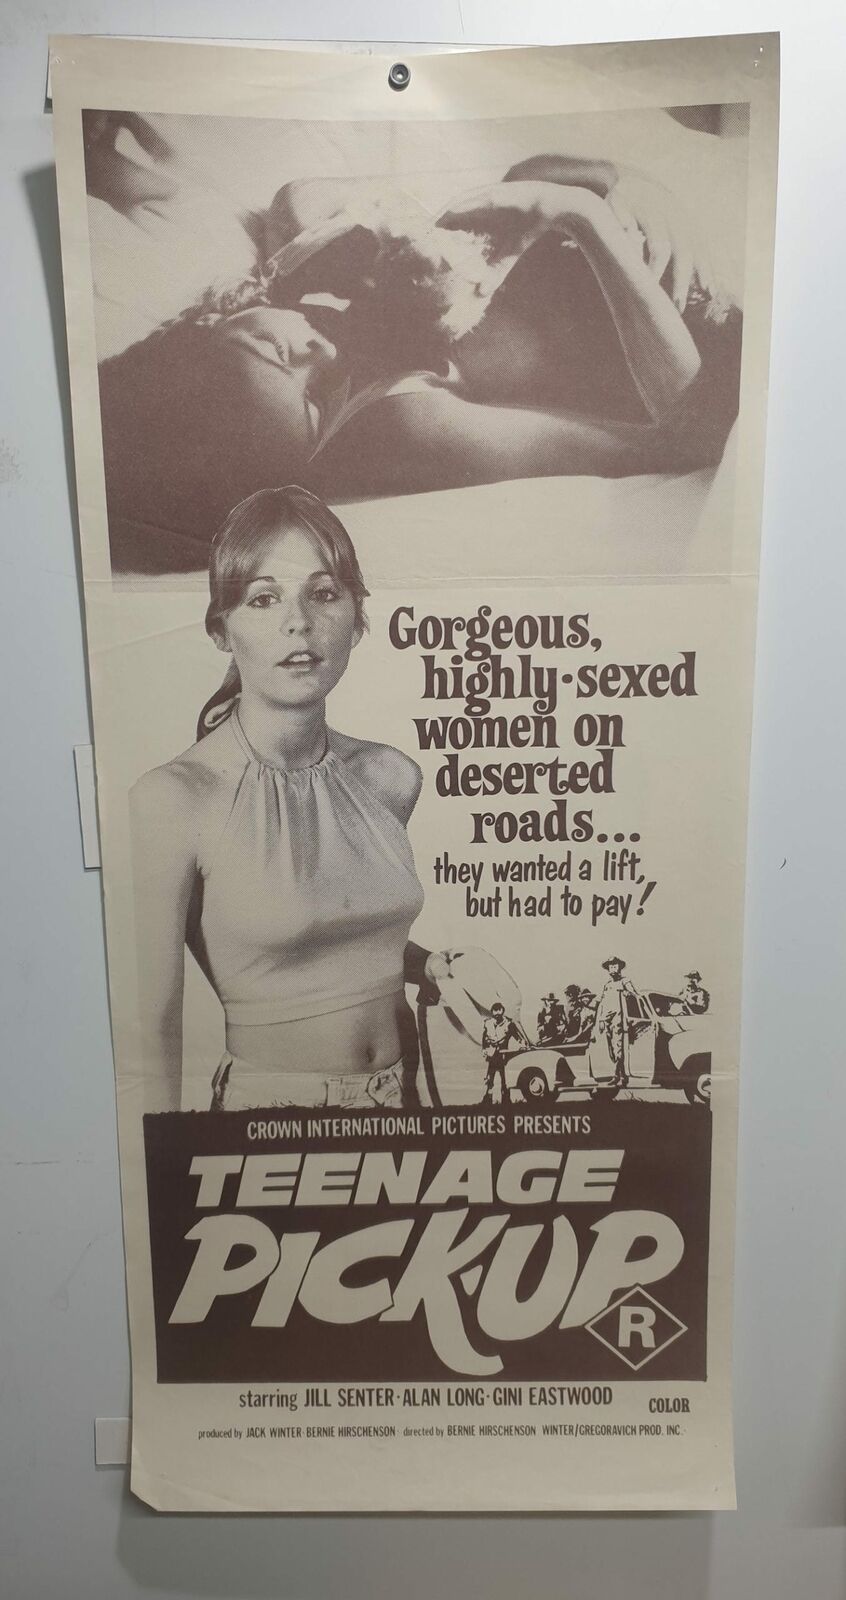 Gorgeous,
highly-sexed
women on
deserted
roads...
they wanted a lift,
but had to pay!
CROWN INTERNATIONAL PICTURES PRESENTS
TEENAGE
PICK-UP
R
starring JILL SENTER · ALAN LONG · GINI EASTWOOD
COLOR
produced by JACK WINTER · BERNIE HIRSCHENSON · directed by BERNIE HIRSCHENSON WINTER/GREGORAVICH PROD. INC.